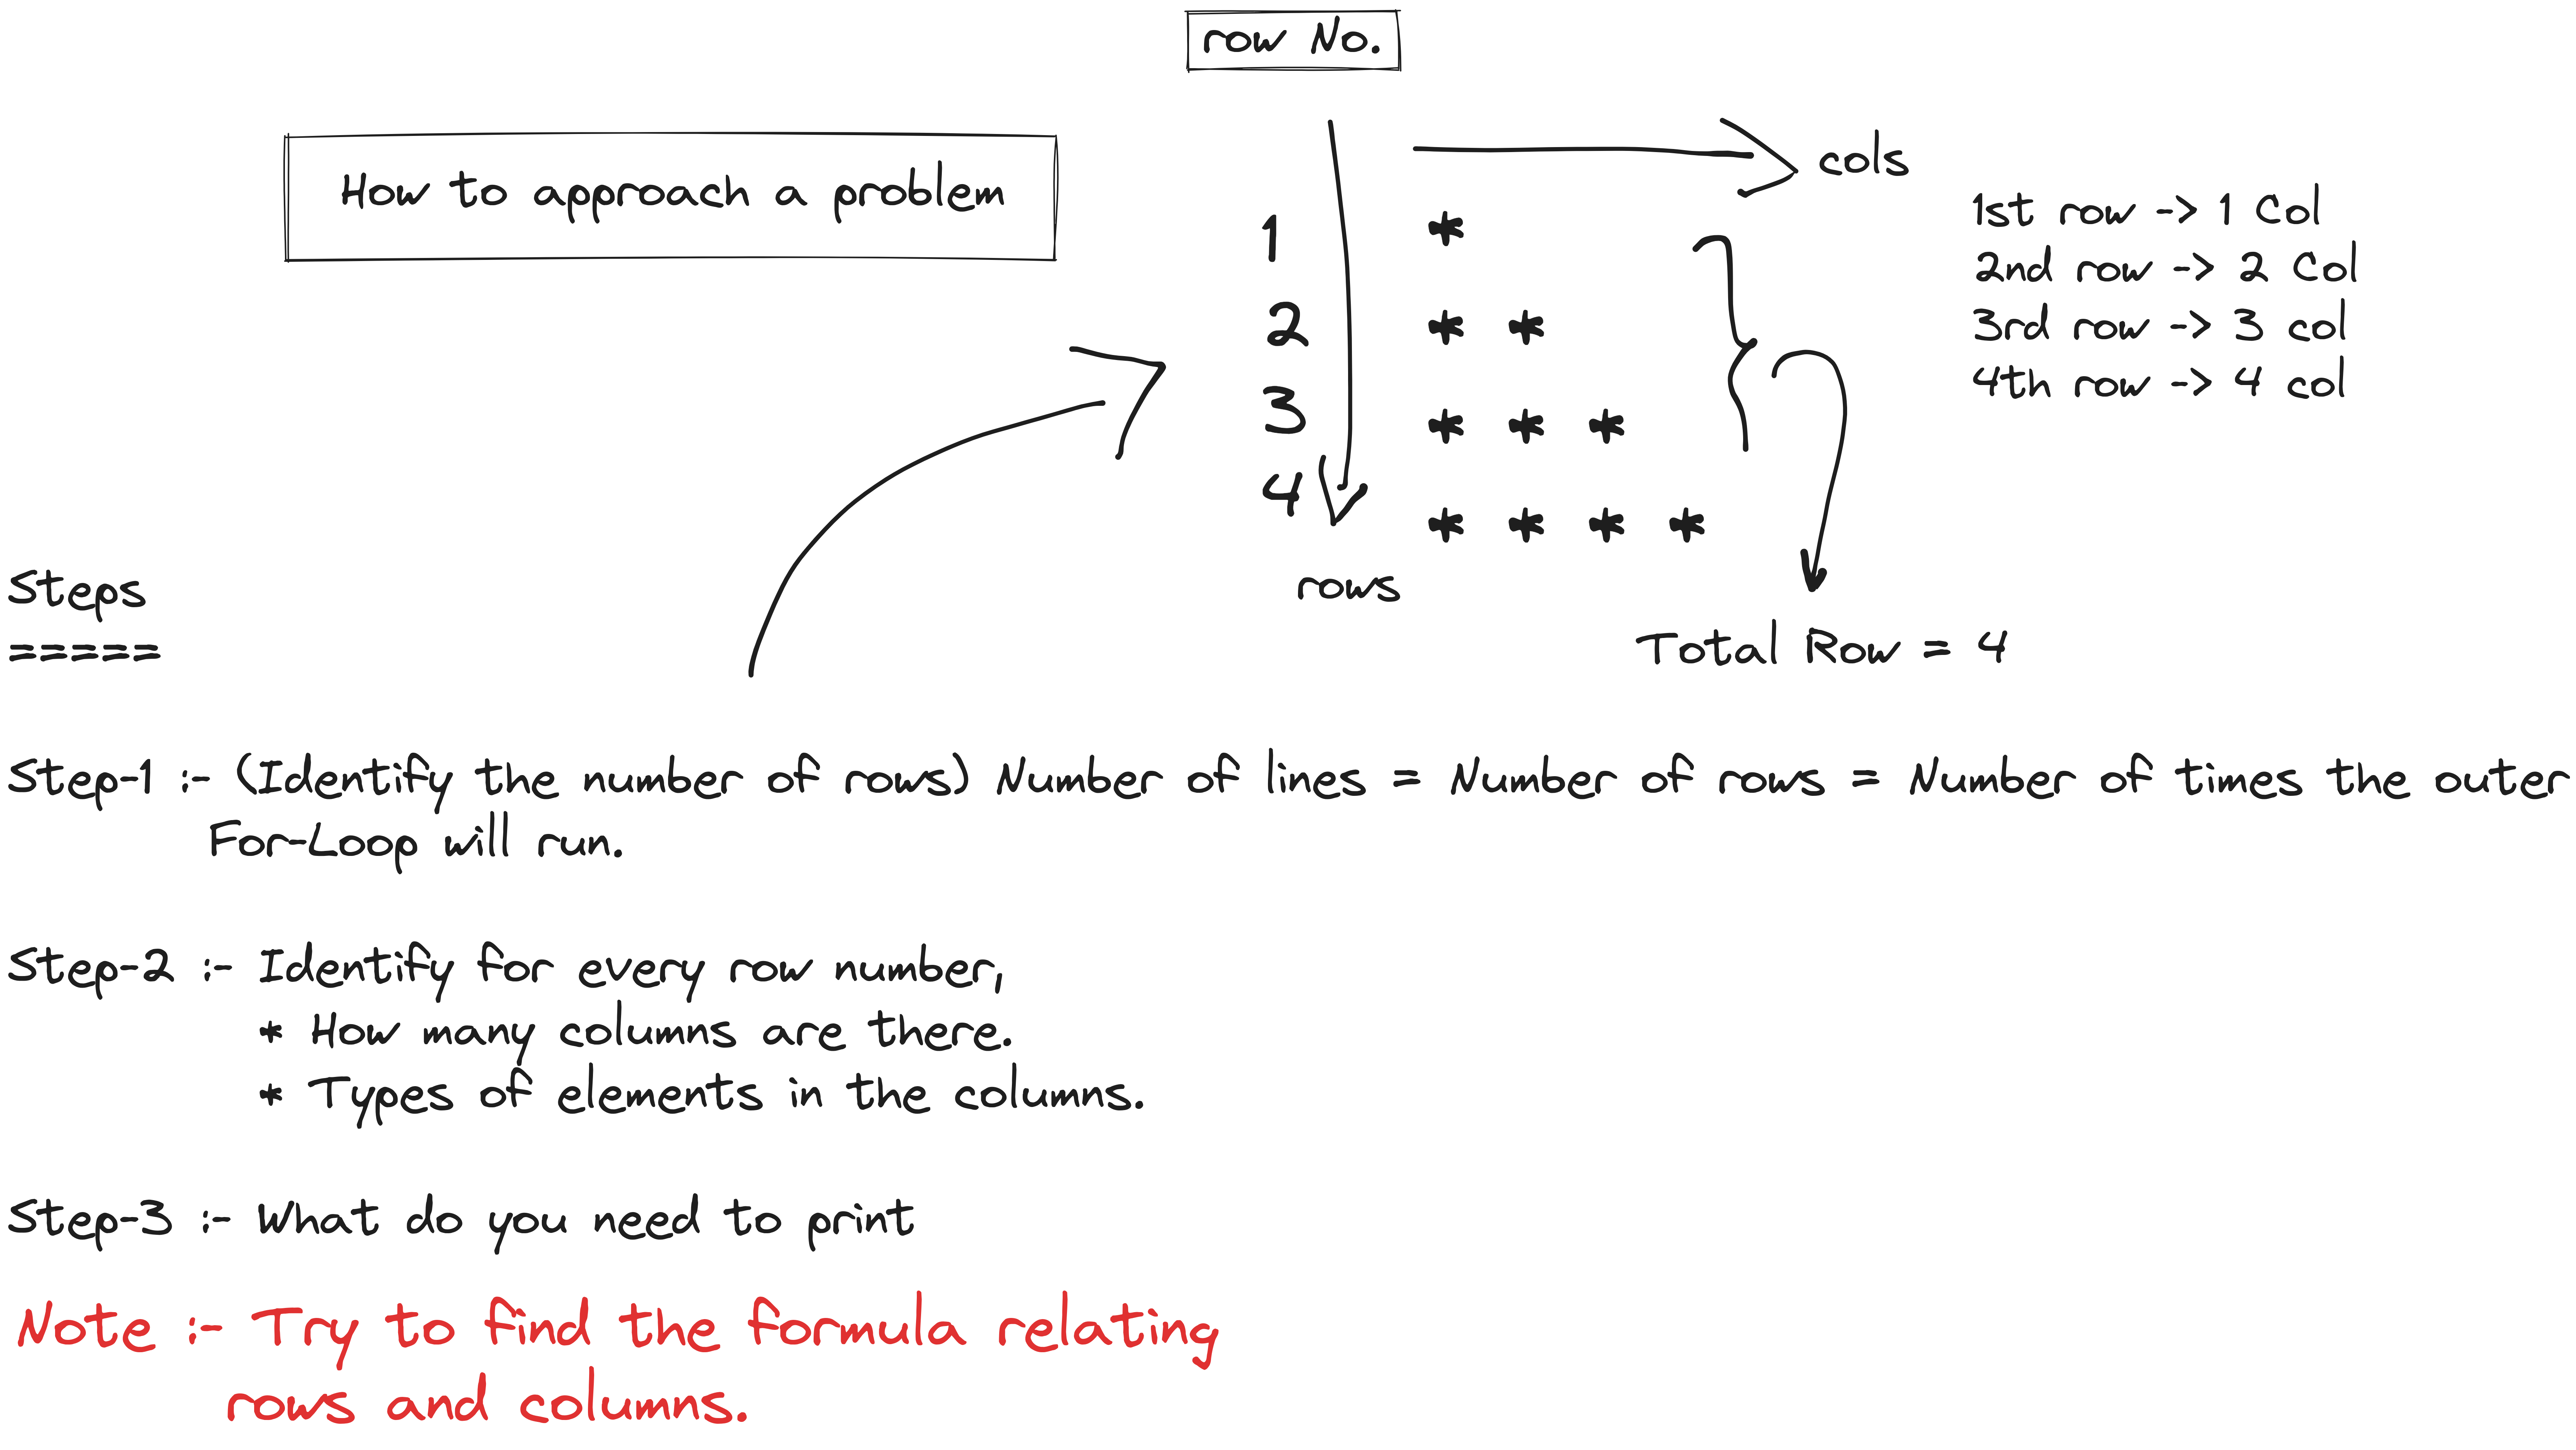 row No.
How to approach a problem
cols
1 *
2 * *
3 * * *
4 * * * *
rows
1st row -> 1 Col
2nd row -> 2 Col
3rd row -> 3 col
4th row -> 4 col
Total Row = 4
Steps
=====
Step-1 :- (Identify the number of rows) Number of lines = Number of rows = Number of times the outer
For-Loop will run.
Step-2 :- Identify for every row number,
* How many columns are there.
* Types of elements in the columns.
Step-3 :- What do you need to print
Note :- Try to find the formula relating
rows and columns.